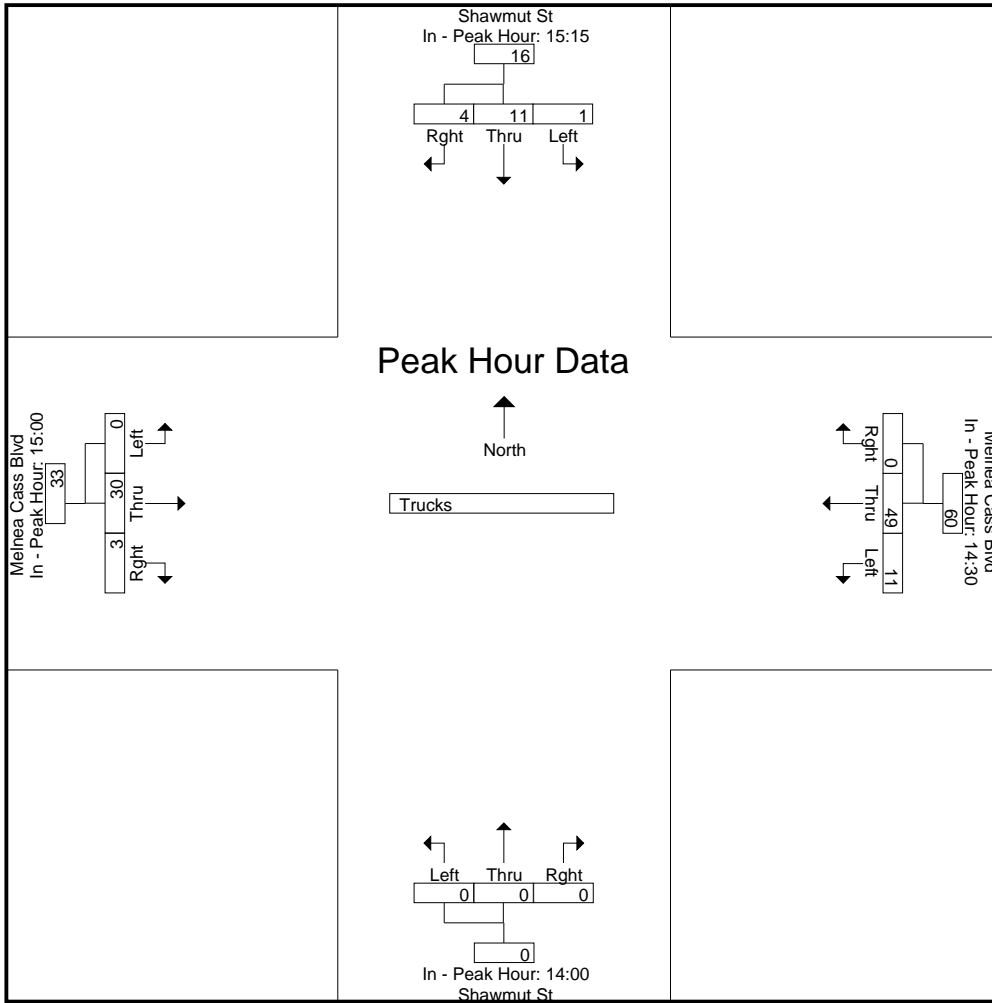 Shawmut St
In - Peak Hour: 15:15
16
4 11 1
Rght Thru Left
Peak Hour Data
North
Trucks
Melnea Cass Blvd
In - Peak Hour: 15:00
33
0 30 3
Left Thru Rght
Melnea Cass Blvd
In - Peak Hour: 14:30
60
0 49 11
Rght Thru Left
Left Thru Rght
0 0 0
0
In - Peak Hour: 14:00
Shawmut St